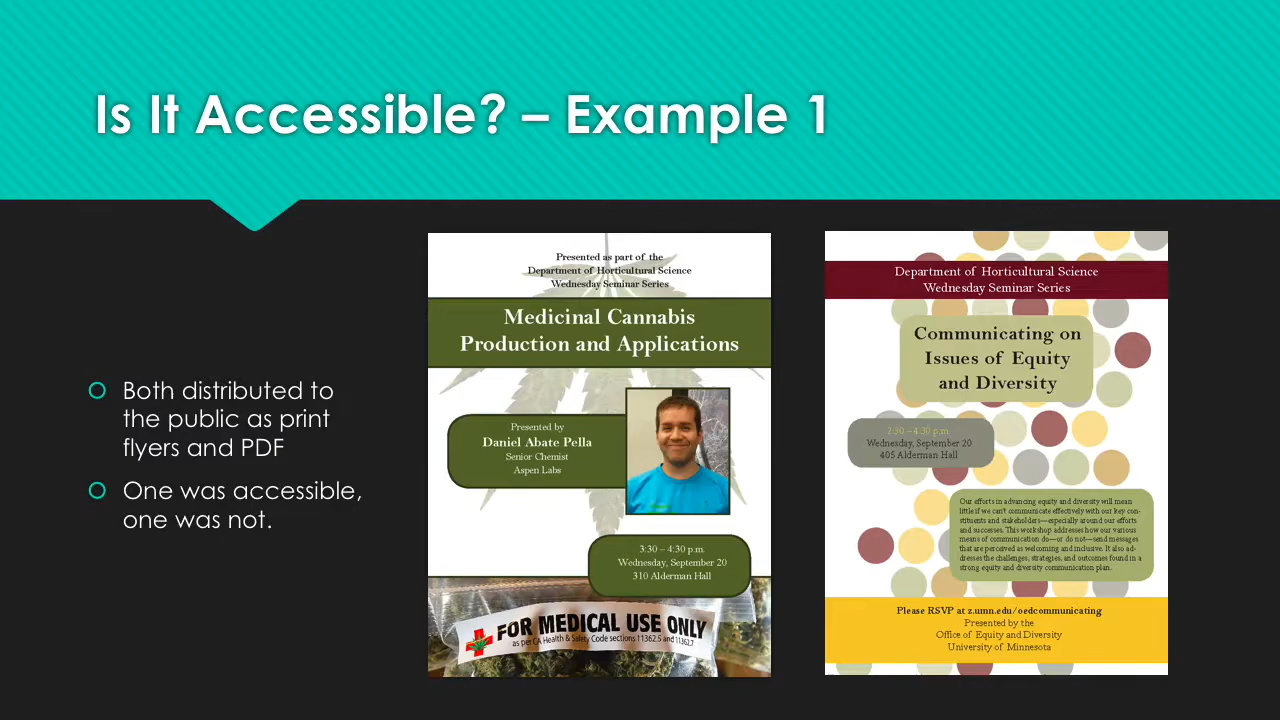 Is It Accessible? – Example 1
Both distributed to
the public as print
flyers and PDF
One was accessible,
one was not.
Presented as part of the
Department of Horticultural Science
Wednesday Seminar Series
Medicinal Cannabis
Production and Applications
Presented by
Daniel Abate Pella
Senior Chemist
Aspen Labs
3:30 – 4:30 p.m.
Wednesday, September 20
310 Alderman Hall
FOR MEDICAL USE ONLY
as per CA Health & Safety Code sections 11362.5 and 11362.7
Department of Horticultural Science
Wednesday Seminar Series
Communicating on
Issues of Equity
and Diversity
2:30 – 4:30 p.m.
Wednesday, September 20
405 Alderman Hall
Our efforts in advancing equity and diversity will mean
little if we can't communicate effectively with our key con-
stituents and stakeholders—especially around our efforts
and successes. This workshop addresses how our various
means of communication do—or do not—send messages
that are perceived as welcoming and inclusive. It also ad-
dresses the challenges, strategies, and outcomes found in a
strong equity and diversity communication plan.
Please RSVP at z.umn.edu/oedcommunicating
Presented by the
Office of Equity and Diversity
University of Minnesota